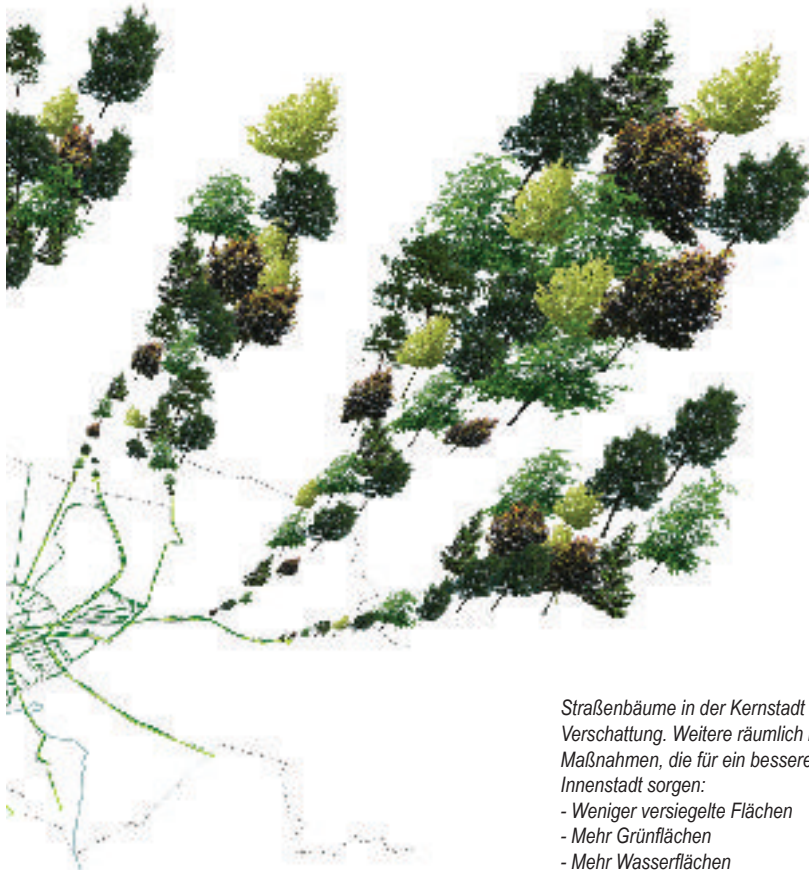 Straßenbäume in der Kernstadt
Verschattung. Weitere räumlich
Maßnahmen, die für ein bessere
Innenstadt sorgen:
- Weniger versiegelte Flächen
- Mehr Grünflächen
- Mehr Wasserflächen